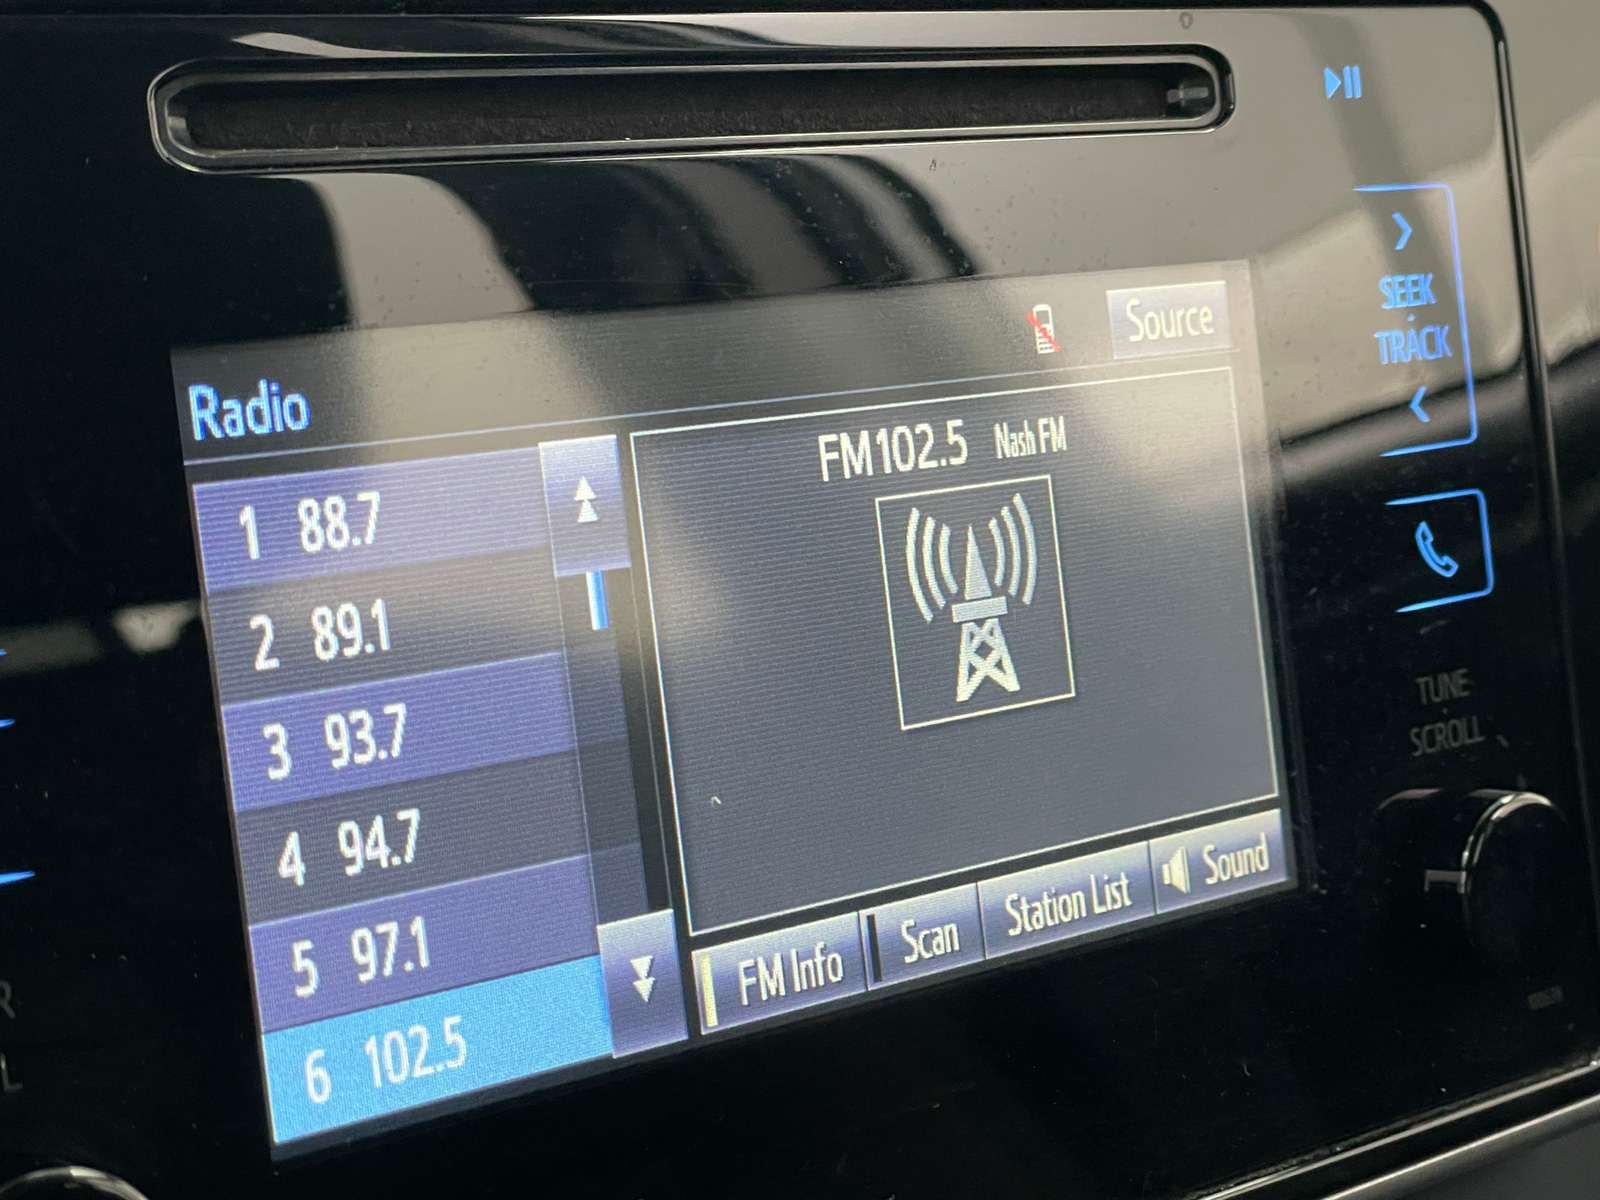 Source
Radio
FM102.5 Nash FM
1 88.7
2 89.1
3 93.7
4 94.7
5 97.1
6 102.5
FM Info
Scan
Station List
Sound
SEEK
TRACK
TUNE
SCROLL
R
L